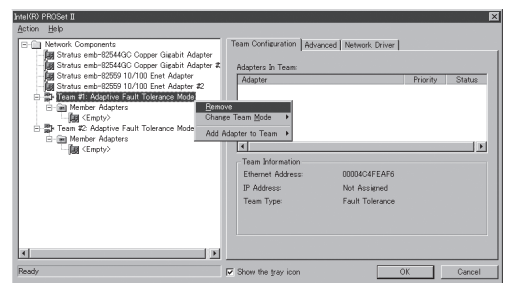 Intel(R) PROSet II
Action Help
Network Components
Stratus emb-82544GC Copper Gigabit Adapter
Stratus emb-82544GC Copper Gigabit Adapter #
Stratus emb-82559 10/100 Enet Adapter
Stratus emb-82559 10/100 Enet Adapter #2
Team #1: Adaptive Fault Tolerance Mode
Member Adapters
<Empty>
Team #2: Adaptive Fault Tolerance Mode
Member Adapters
<Empty>
Remove
Change Team Mode
Add Adapter to Team
Team Configuration Advanced Network Driver
Adapters In Team:
Adapter Priority Status
Team Information
Ethernet Address: 00004C4FEAF6
IP Address: Not Assigned
Team Type: Fault Tolerance
Ready
Show the tray icon
OK Cancel